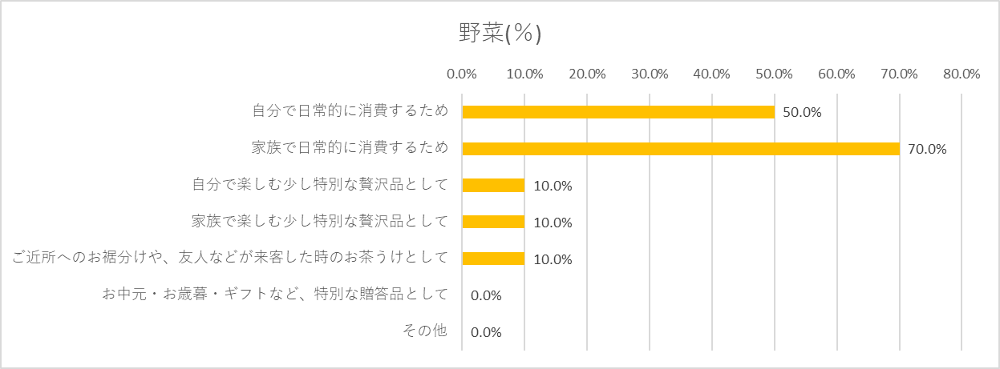 野菜(％)
0.0% 10.0% 20.0% 30.0% 40.0% 50.0% 60.0% 70.0% 80.0%
自分で日常的に消費するため 50.0%
家族で日常的に消費するため 70.0%
自分で楽しむ少し特別な贅沢品として 10.0%
家族で楽しむ少し特別な贅沢品として 10.0%
ご近所へのお裾分けや、友人などが来客した時のお茶うけとして 10.0%
お中元・お歳暮・ギフトなど、特別な贈答品として 0.0%
その他 0.0%